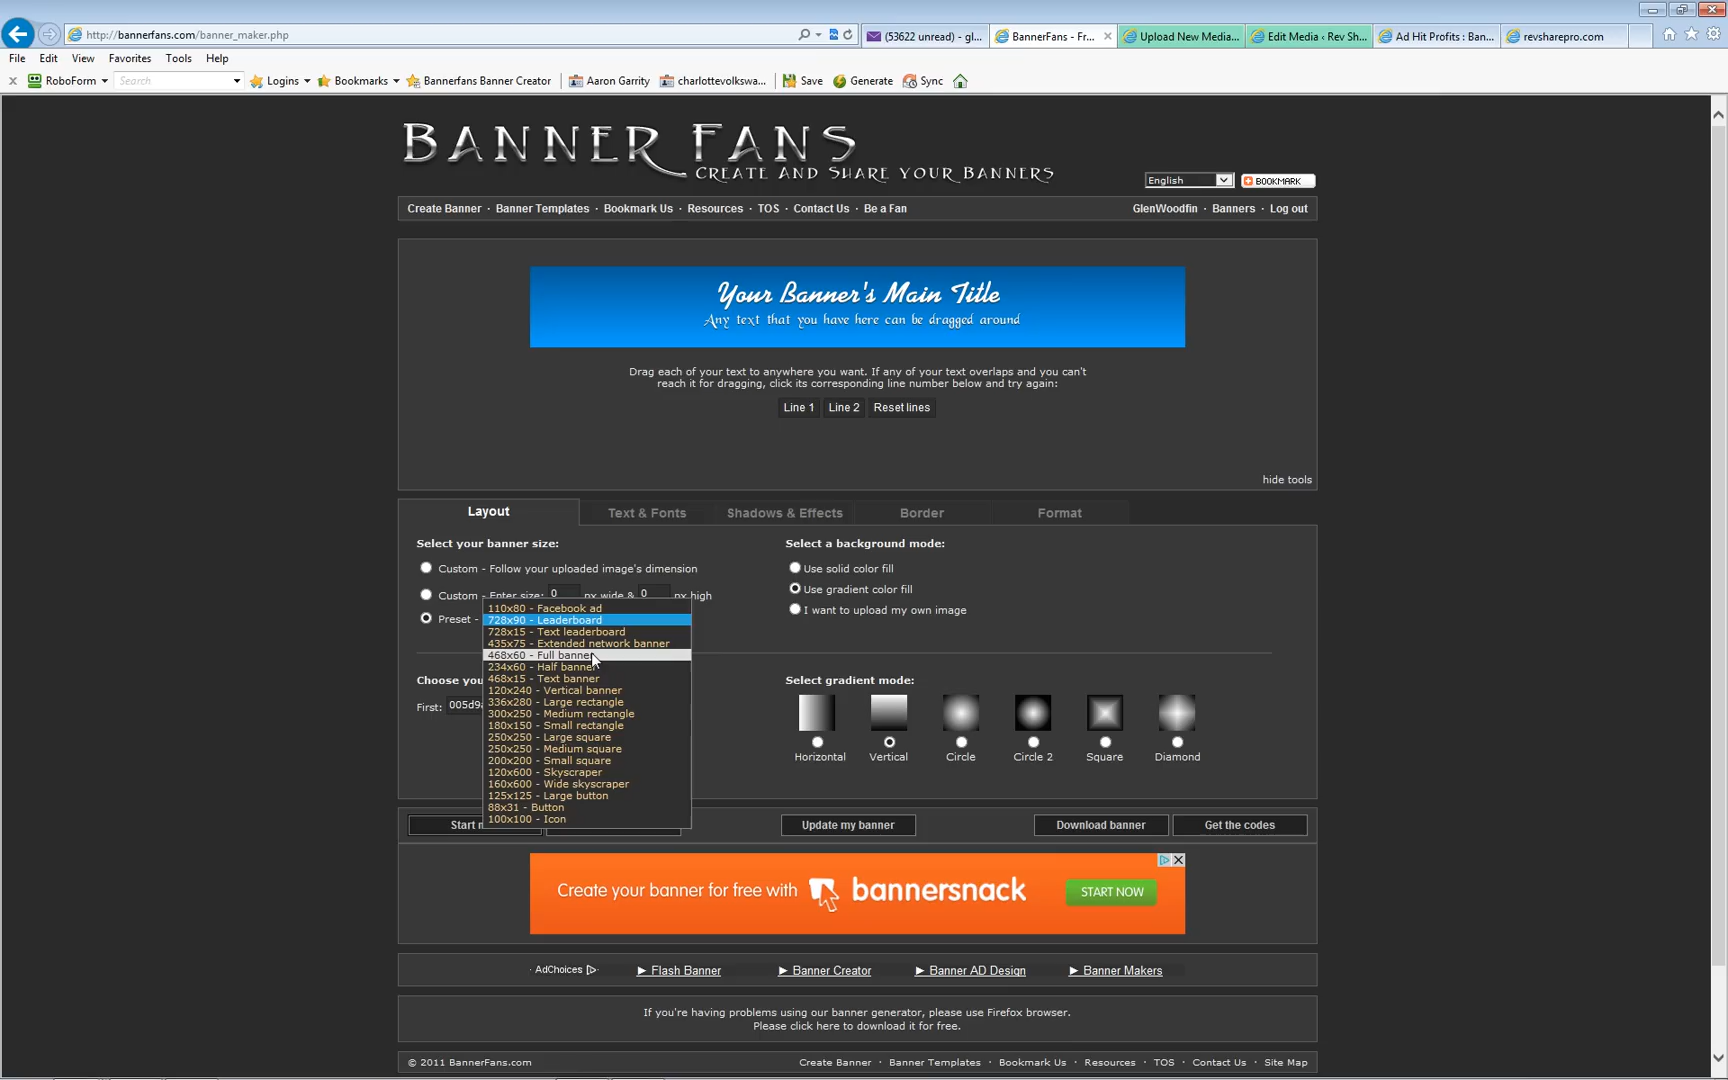 http://bannerfans.com/banner_maker.php
(53622 unread) - gl...
BannerFans - Fr...
Upload New Media...
Edit Media ‹ Rev Sh...
Ad Hit Profits : Ban...
revsharepro.com
File Edit View Favorites Tools Help
x RoboForm Search Logins Bookmarks Bannerfans Banner Creator Aaron Garrity charlottevolkswa... Save Generate Sync
BANNER FANS
CREATE AND SHARE YOUR BANNERS
English BOOKMARK
Create Banner · Banner Templates · Bookmark Us · Resources · TOS · Contact Us · Be a Fan
GlenWoodfin · Banners · Log out
Your Banner's Main Title
Any text that you have here can be dragged around
Drag each of your text to anywhere you want. If any of your text overlaps and you can't
reach it for dragging, click its corresponding line number below and try again:
Line 1 Line 2 Reset lines
hide tools
Layout Text & Fonts Shadows & Effects Border Format
Select your banner size:
Custom - Follow your uploaded image's dimension
Custom - Enter size: 0 px wide & 0 px high
Preset -
110x80 - Facebook ad
728x90 - Leaderboard
728x15 - Text leaderboard
435x75 - Extended network banner
468x60 - Full banner
234x60 - Half banner
468x15 - Text banner
120x240 - Vertical banner
336x280 - Large rectangle
300x250 - Medium rectangle
180x150 - Small rectangle
250x250 - Large square
250x250 - Medium square
200x200 - Small square
120x600 - Skyscraper
160x600 - Wide skyscraper
125x125 - Large button
88x31 - Button
100x100 - Icon
Choose you
First: 005d9
Select a background mode:
Use solid color fill
Use gradient color fill
I want to upload my own image
Select gradient mode:
Horizontal Vertical Circle Circle 2 Square Diamond
Start Update my banner Download banner Get the codes
Create your banner for free with bannersnack START NOW
· AdChoices Flash Banner Banner Creator Banner AD Design Banner Makers
If you're having problems using our banner generator, please use Firefox browser.
Please click here to download it for free.
© 2011 BannerFans.com
Create Banner · Banner Templates · Bookmark Us · Resources · TOS · Contact Us · Site Map